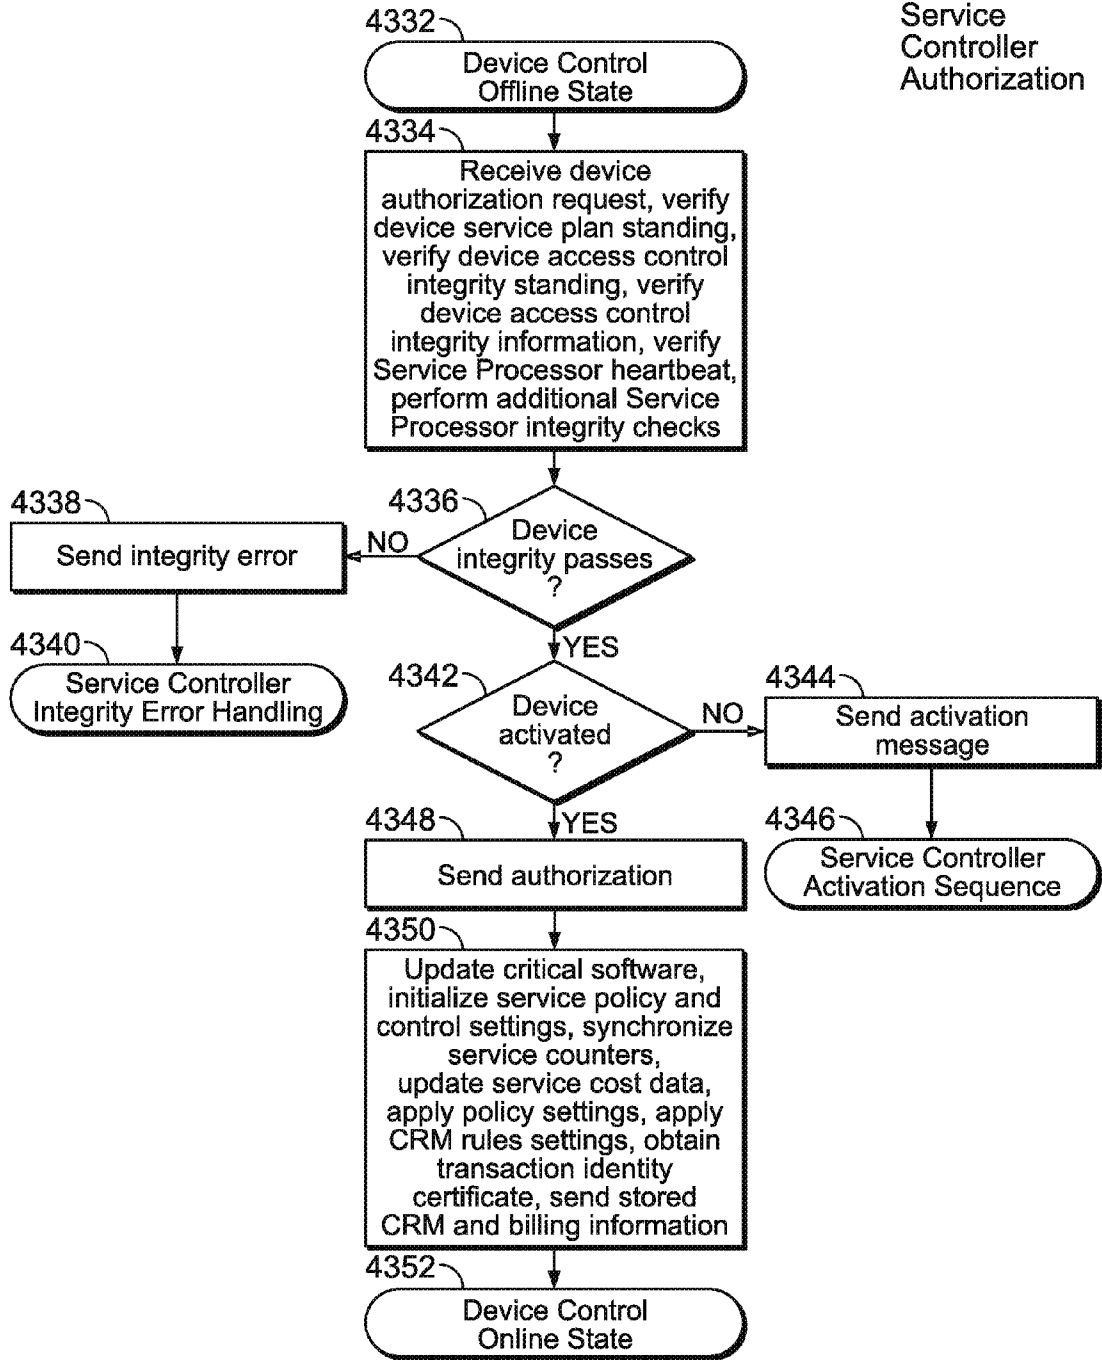 Service
Controller
Authorization
4332
Device Control
Offline State
4334
Receive device
authorization request, verify
device service plan standing,
verify device access control
integrity standing, verify
device access control
integrity information, verify
Service Processor heartbeat,
perform additional Service
Processor integrity checks
4336
Device
integrity passes
?
NO
4338
Send integrity error
4340
Service Controller
Integrity Error Handling
YES
4342
Device
activated
?
NO
4344
Send activation
message
4346
Service Controller
Activation Sequence
YES
4348
Send authorization
4350
Update critical software,
initialize service policy and
control settings, synchronize
service counters,
update service cost data,
apply policy settings, apply
CRM rules settings, obtain
transaction identity
certificate, send stored
CRM and billing information
4352
Device Control
Online State